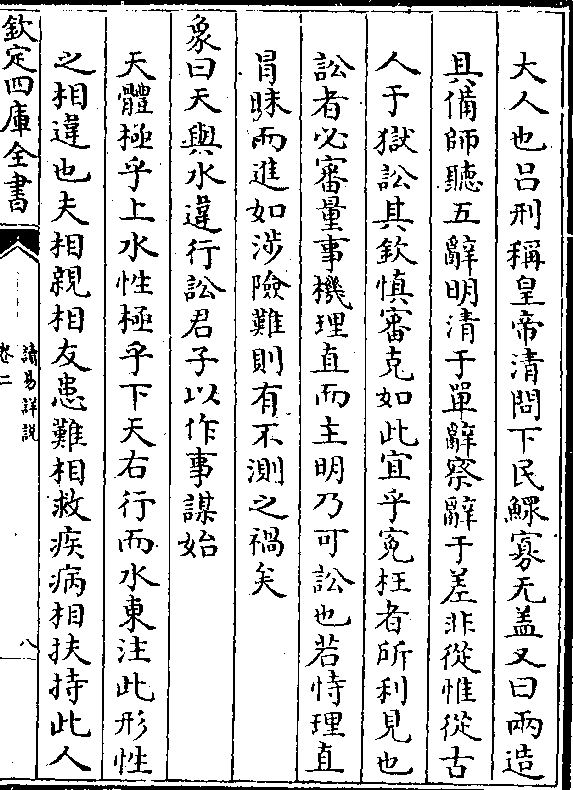 大人也吕刑稱皇帝清問下民鰥寡无盖又曰兩造
具備師聽五辭明清于單辭察辭于差非從惟從古
人于獄訟其欽慎審克如此宜乎寃枉者所利見也
訟者必審量事機理直而主明乃可訟也若恃理直
冐昧而進如涉險難則有不測之禍矣
象曰天與水違行訟君子以作事謀始
天體極乎上水性極乎下天右行而水東注此形性
之相違也夫相親相友患難相救疾病相扶持此人
欽定四庫全書
讀易詳說
卷二
八